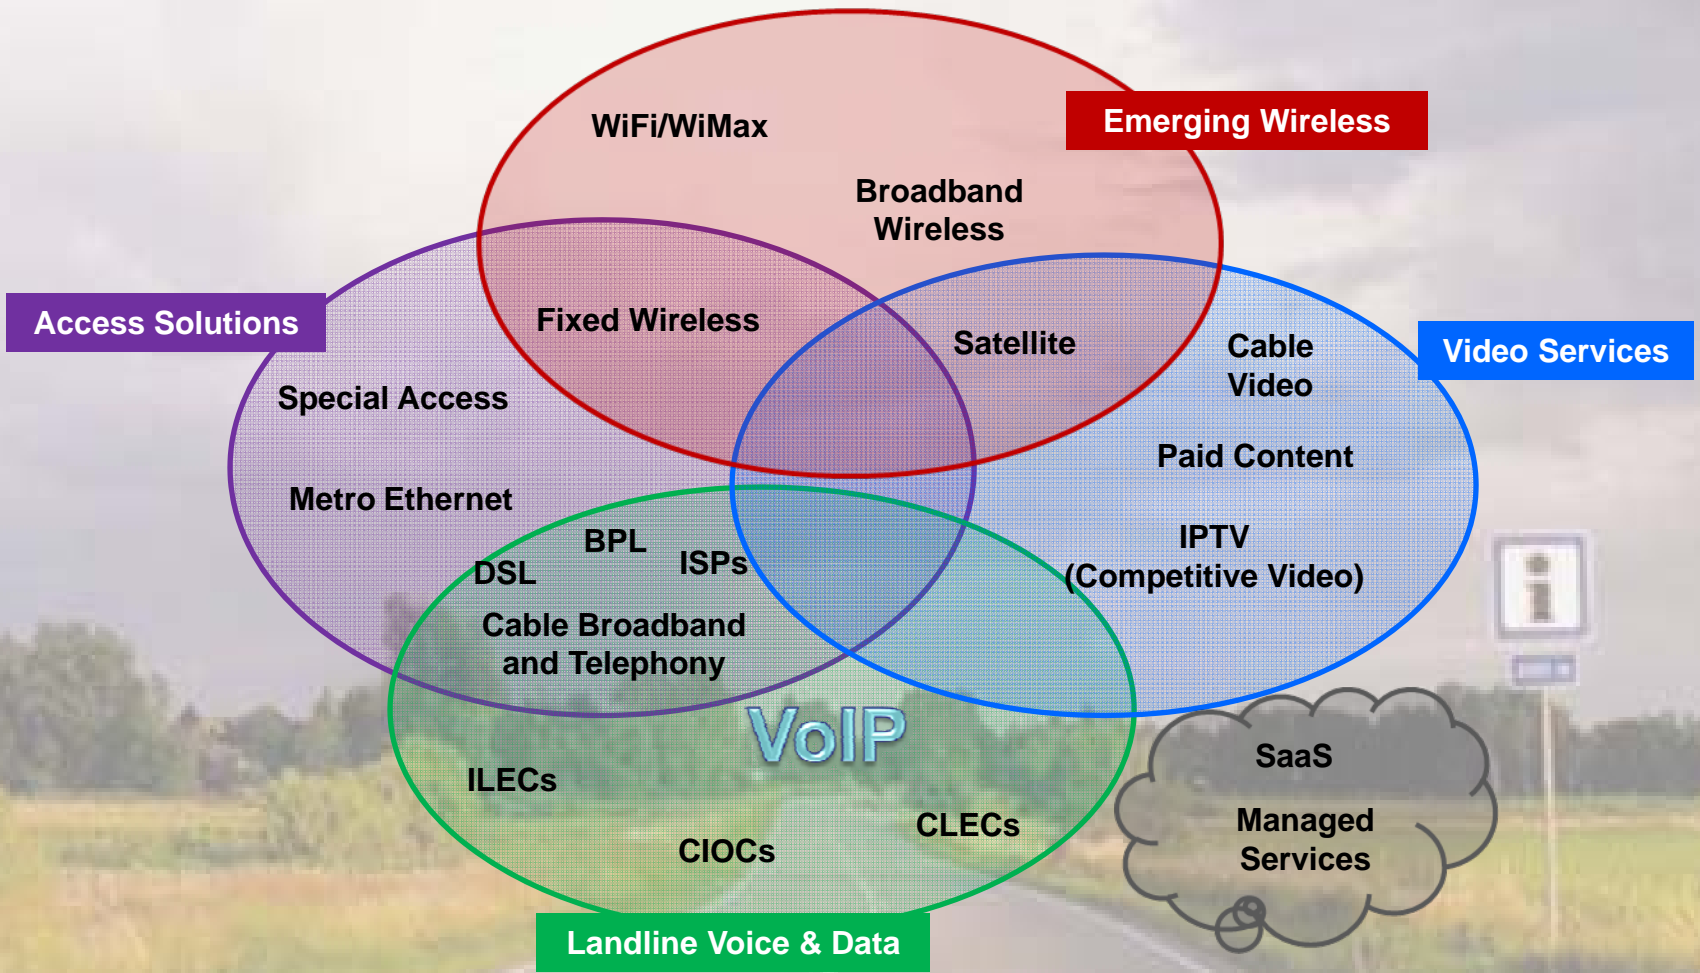 WiFi/WiMax
Emerging Wireless
Broadband
Wireless
Access Solutions
Fixed Wireless
Satellite
Cable
Video
Video Services
Special Access
Paid Content
Metro Ethernet
BPL
ISPs
DSL
IPTV
(Competitive Video)
Cable Broadband
and Telephony
VoIP
ILECs
CIOCs
CLECs
SaaS
Managed
Services
Landline Voice & Data